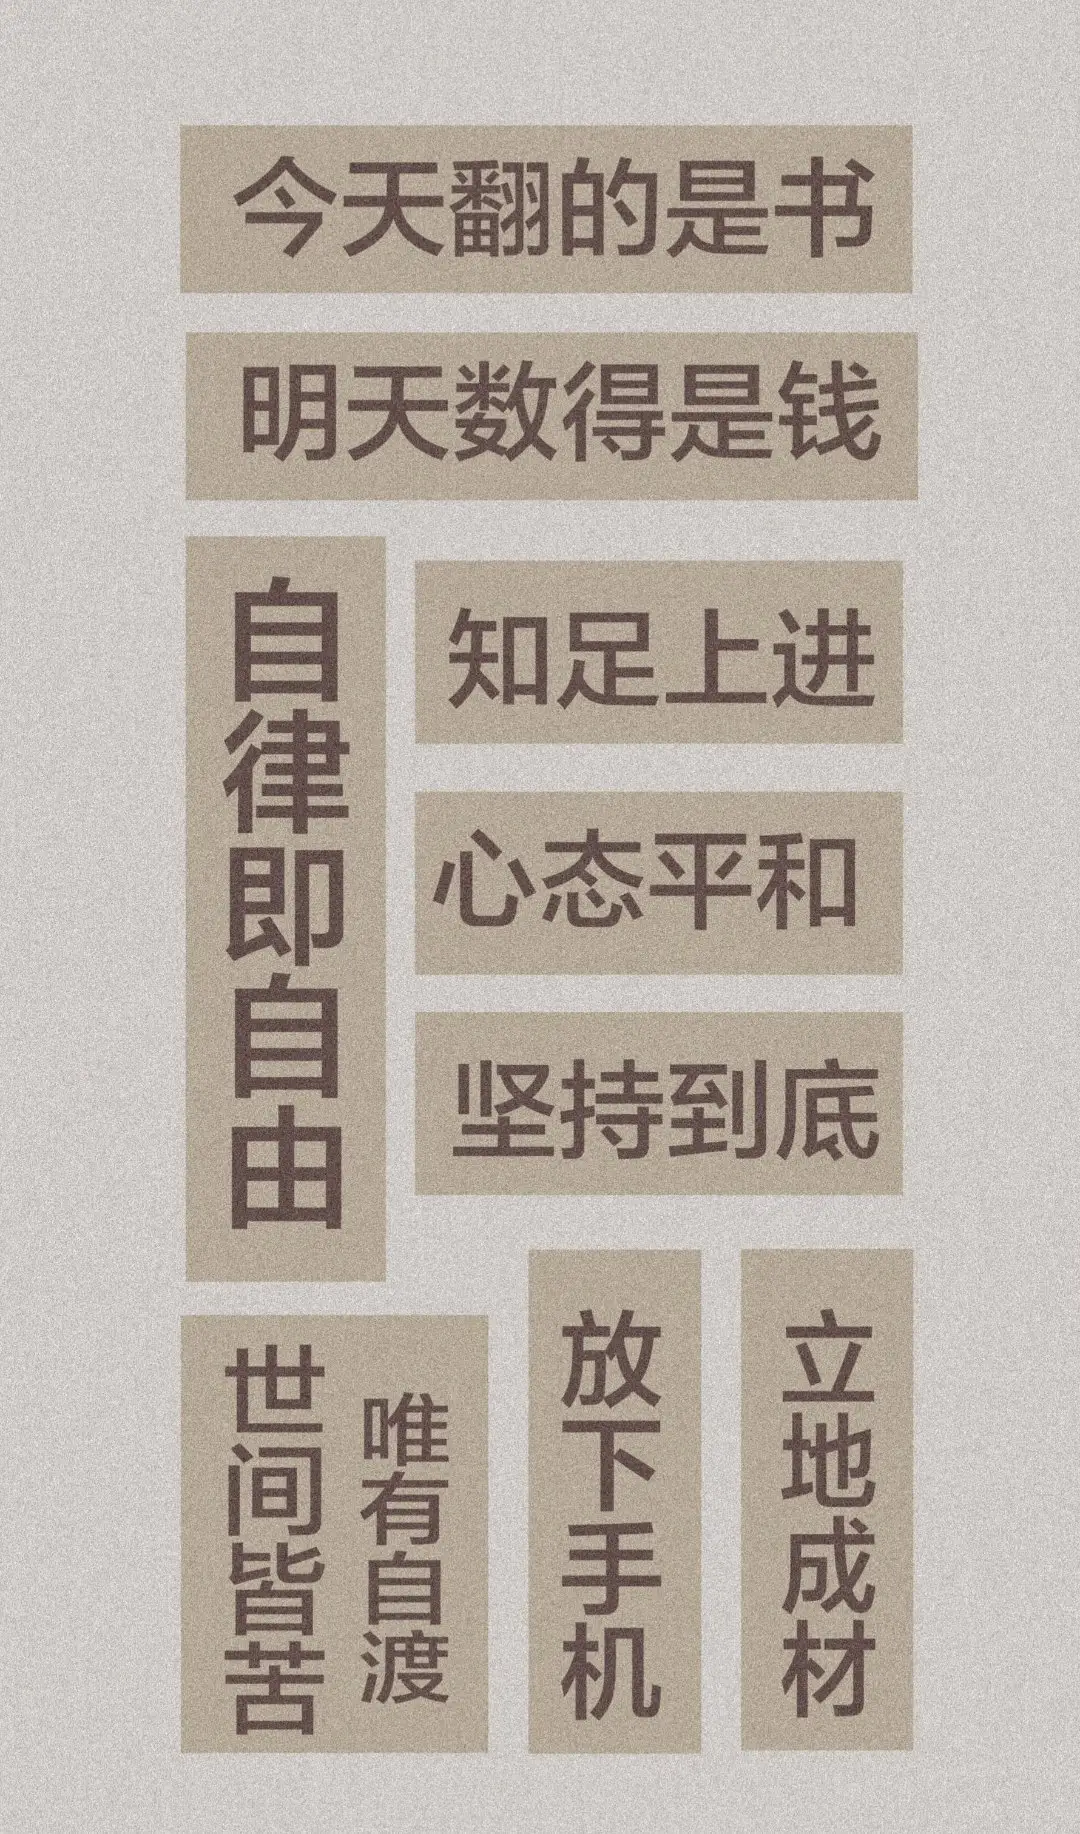 今天翻的是书
明天数得是钱
自律即自由
知足上进
心态平和
坚持到底
世间皆苦
唯有自渡
放下手机
立地成材